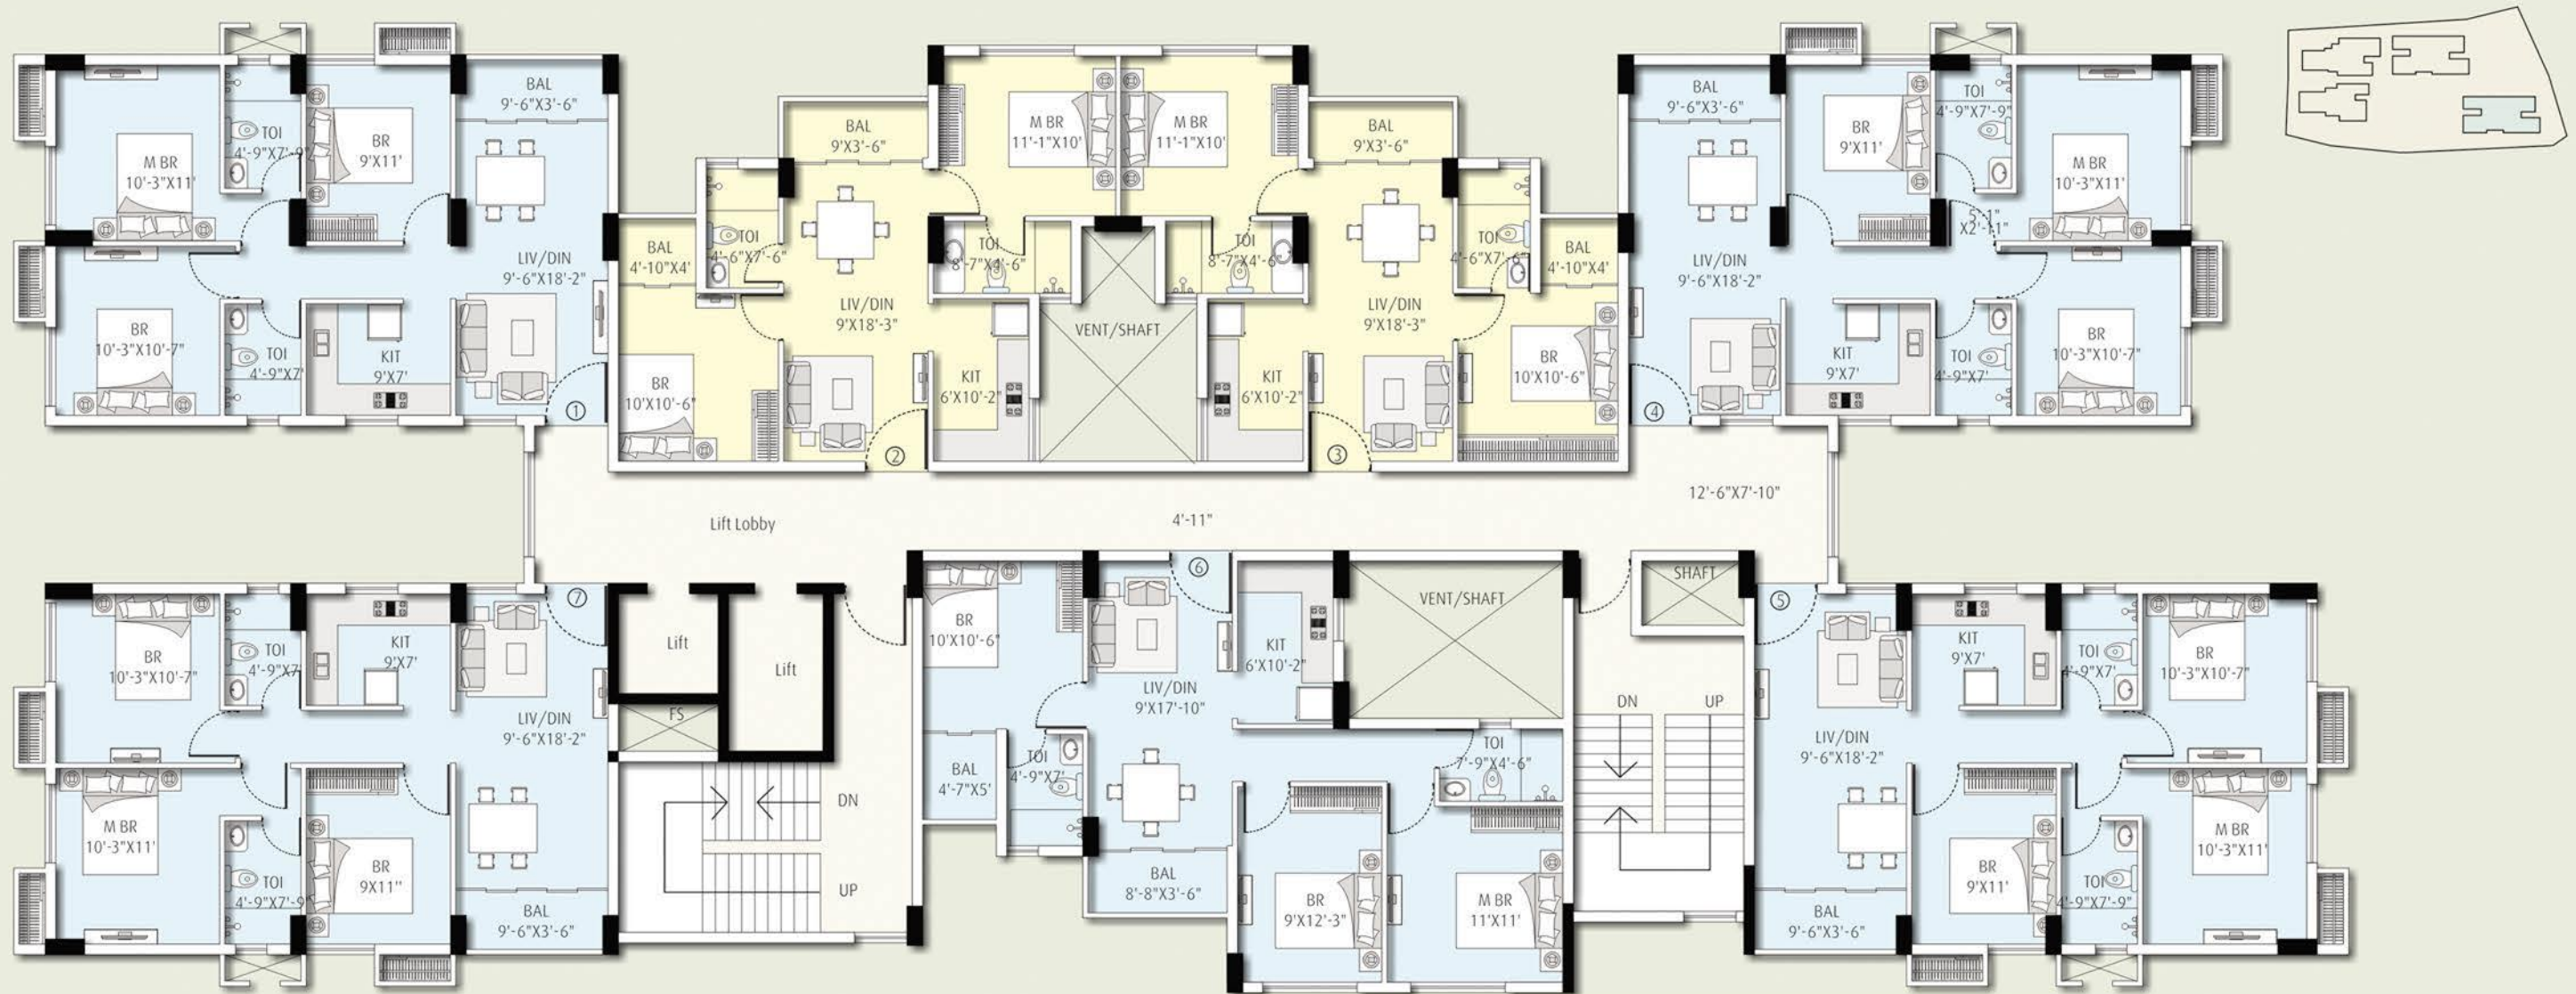 M BR
10'-3"X11'
TOI
4'-9"X7'-9"
BR
9'X11'
BAL
9'-6"X3'-6"
LIV/DIN
9'-6"X18'-2"
BR
10'-3"X10'-7"
TOI
4'-9"X7'
KIT
9'X7'
①
BAL
4'-10"X4'
TOI
4'-6"X7'-6"
BAL
9'X3'-6"
M BR
11'-1"X10'
TOI
8'-7"X4'-6"
LIV/DIN
9'X18'-3"
BR
10'X10'-6"
KIT
6'X10'-2"
②
VENT/SHAFT
M BR
11'-1"X10'
BAL
9'X3'-6"
TOI
8'-7"X4'-6"
TOI
4'-6"X7'-6"
BAL
4'-10"X4'
LIV/DIN
9'X18'-3"
KIT
6'X10'-2"
BR
10'X10'-6"
③
BAL
9'-6"X3'-6"
BR
9'X11'
TOI
4'-9"X7'-9"
M BR
10'-3"X11'
5'-1"
X2'-11"
LIV/DIN
9'-6"X18'-2"
KIT
9'X7'
TOI
4'-9"X7'
BR
10'-3"X10'-7"
④
Lift Lobby
4'-11"
12'-6"X7'-10"
BR
10'-3"X10'-7"
TOI
4'-9"X7'
KIT
9'X7'
⑦
LIV/DIN
9'-6"X18'-2"
M BR
10'-3"X11'
TOI
4'-9"X7'-9"
BR
9X11''
BAL
9'-6"X3'-6"
Lift
Lift
FS
DN
UP
BR
10'X10'-6"
⑥
KIT
6'X10'-2"
LIV/DIN
9'X17'-10"
BAL
4'-7"X5'
TOI
4'-9"X7'
BAL
8'-8"X3'-6"
TOI
7'-9"X4'-6"
BR
9'X12'-3"
M BR
11'X11'
VENT/SHAFT
SHAFT
DN
UP
⑤
KIT
9'X7'
TOI
4'-9"X7'
BR
10'-3"X10'-7"
LIV/DIN
9'-6"X18'-2"
BR
9'X11'
M BR
10'-3"X11'
TOI
4'-9"X7'-9"
BAL
9'-6"X3'-6"